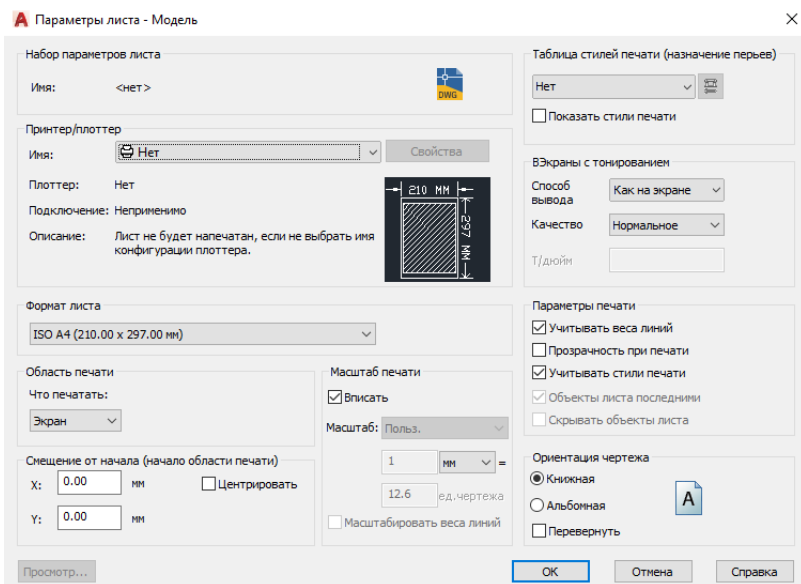 Параметры листа - Модель
Набор параметров листа
Имя: <нет>
DWG
Принтер/плоттер
Имя: Нет Свойства
Плоттер: Нет
Подключение: Неприменимо
Описание: Лист не будет напечатан, если не выбрать имя
конфигурации плоттера.
210 MM
297 MM
Формат листа
ISO A4 (210.00 x 297.00 мм)
Область печати
Что печатать:
Экран
Смещение от начала (начало области печати)
X: 0.00 мм Центрировать
Y: 0.00 мм
Масштаб печати
Вписать
Масштаб: Польз.
1 мм =
12.6 ед.чертежа
Масштабировать веса линий
Таблица стилей печати (назначение перьев)
Нет
Показать стили печати
ВЭкраны с тонированием
Способ
вывода Как на экране
Качество Нормальное
Т/дюйм
Параметры печати
Учитывать веса линий
Прозрачность при печати
Учитывать стили печати
Объекты листа последними
Скрывать объекты листа
Ориентация чертежа
Книжная
Альбомная
Перевернуть
A
Просмотр... ОК Отмена Справка